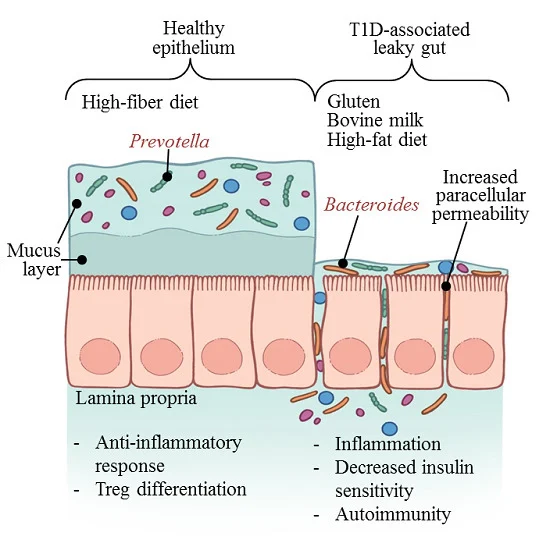 Healthy
epithelium
T1D-associated
leaky gut
High-fiber diet
Gluten
Bovine milk
High-fat diet
Prevotella
Increased
paracellular
permeability
Bacteroides
Mucus
layer
Lamina propria
- Anti-inflammatory
response
- Treg differentiation
- Inflammation
- Decreased insulin
sensitivity
- Autoimmunity